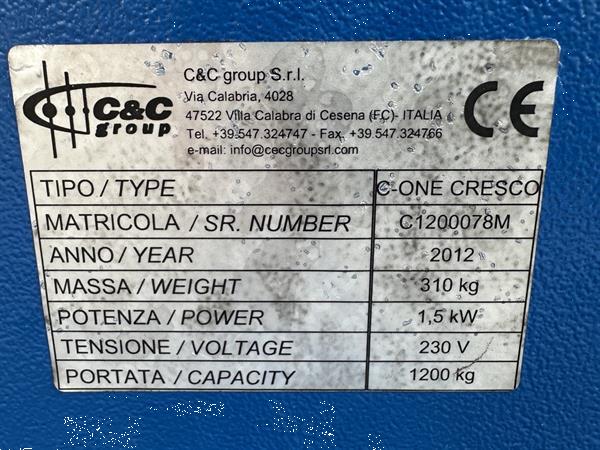 C&C
group
C&C group S.r.l.
Via Calabria, 4028
47522 Villa Calabra di Cesena (FC)- ITALIA
Tel. +39.547.324747 - Fax. +39.547.324766
e-mail: info@cecgroupsrl.com
CE
TIPO / TYPE C-ONE CRESCO
MATRICOLA / SR. NUMBER C1200078M
ANNO / YEAR 2012
MASSA / WEIGHT 310 kg
POTENZA / POWER 1,5 kW
TENSIONE / VOLTAGE 230 V
PORTATA / CAPACITY 1200 kg